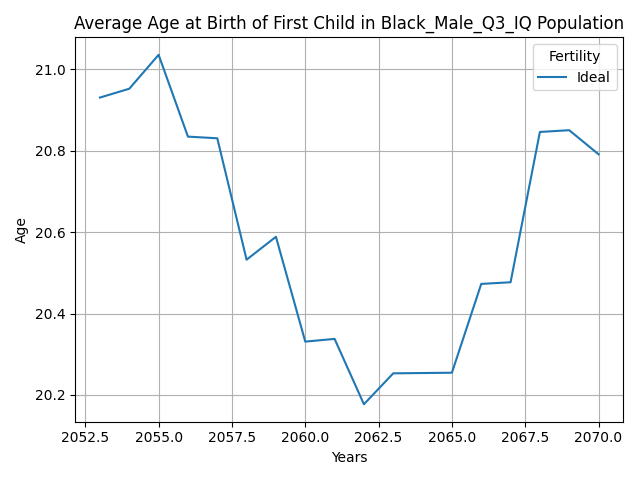 Average Age at Birth of First Child in Black_Male_Q3_IQ Population
Fertility
Ideal
21.0
20.8
20.6
20.4
20.2
Age
2052.5 2055.0 2057.5 2060.0 2062.5 2065.0 2067.5 2070.0
Years